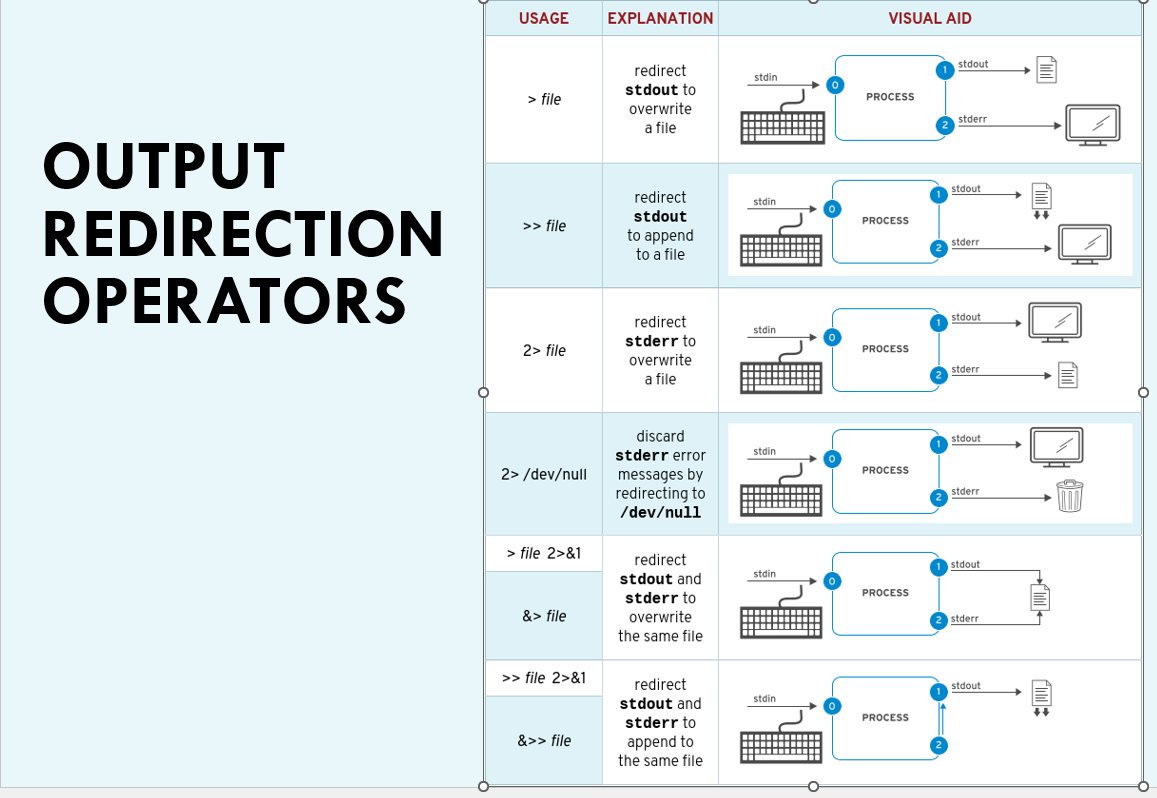 OUTPUT
REDIRECTION
OPERATORS
USAGE EXPLANATION VISUAL AID
> file
redirect
stdout to
overwrite
a file
stdin
0
PROCESS
1
stdout
2
stderr
>> file
redirect
stdout
to append
to a file
stdin
0
PROCESS
1
stdout
2
stderr
2> file
redirect
stderr to
overwrite
a file
stdin
0
PROCESS
1
stdout
2
stderr
2> /dev/null
discard
stderr error
messages by
redirecting to
/dev/null
stdin
0
PROCESS
1
stdout
2
stderr
> file 2>&1
&> file
redirect
stdout and
stderr to
overwrite
the same file
stdin
0
PROCESS
1
stdout
2
stderr
>> file 2>&1
&>> file
redirect
stdout and
stderr to
append to
the same file
stdin
0
PROCESS
1
stdout
2